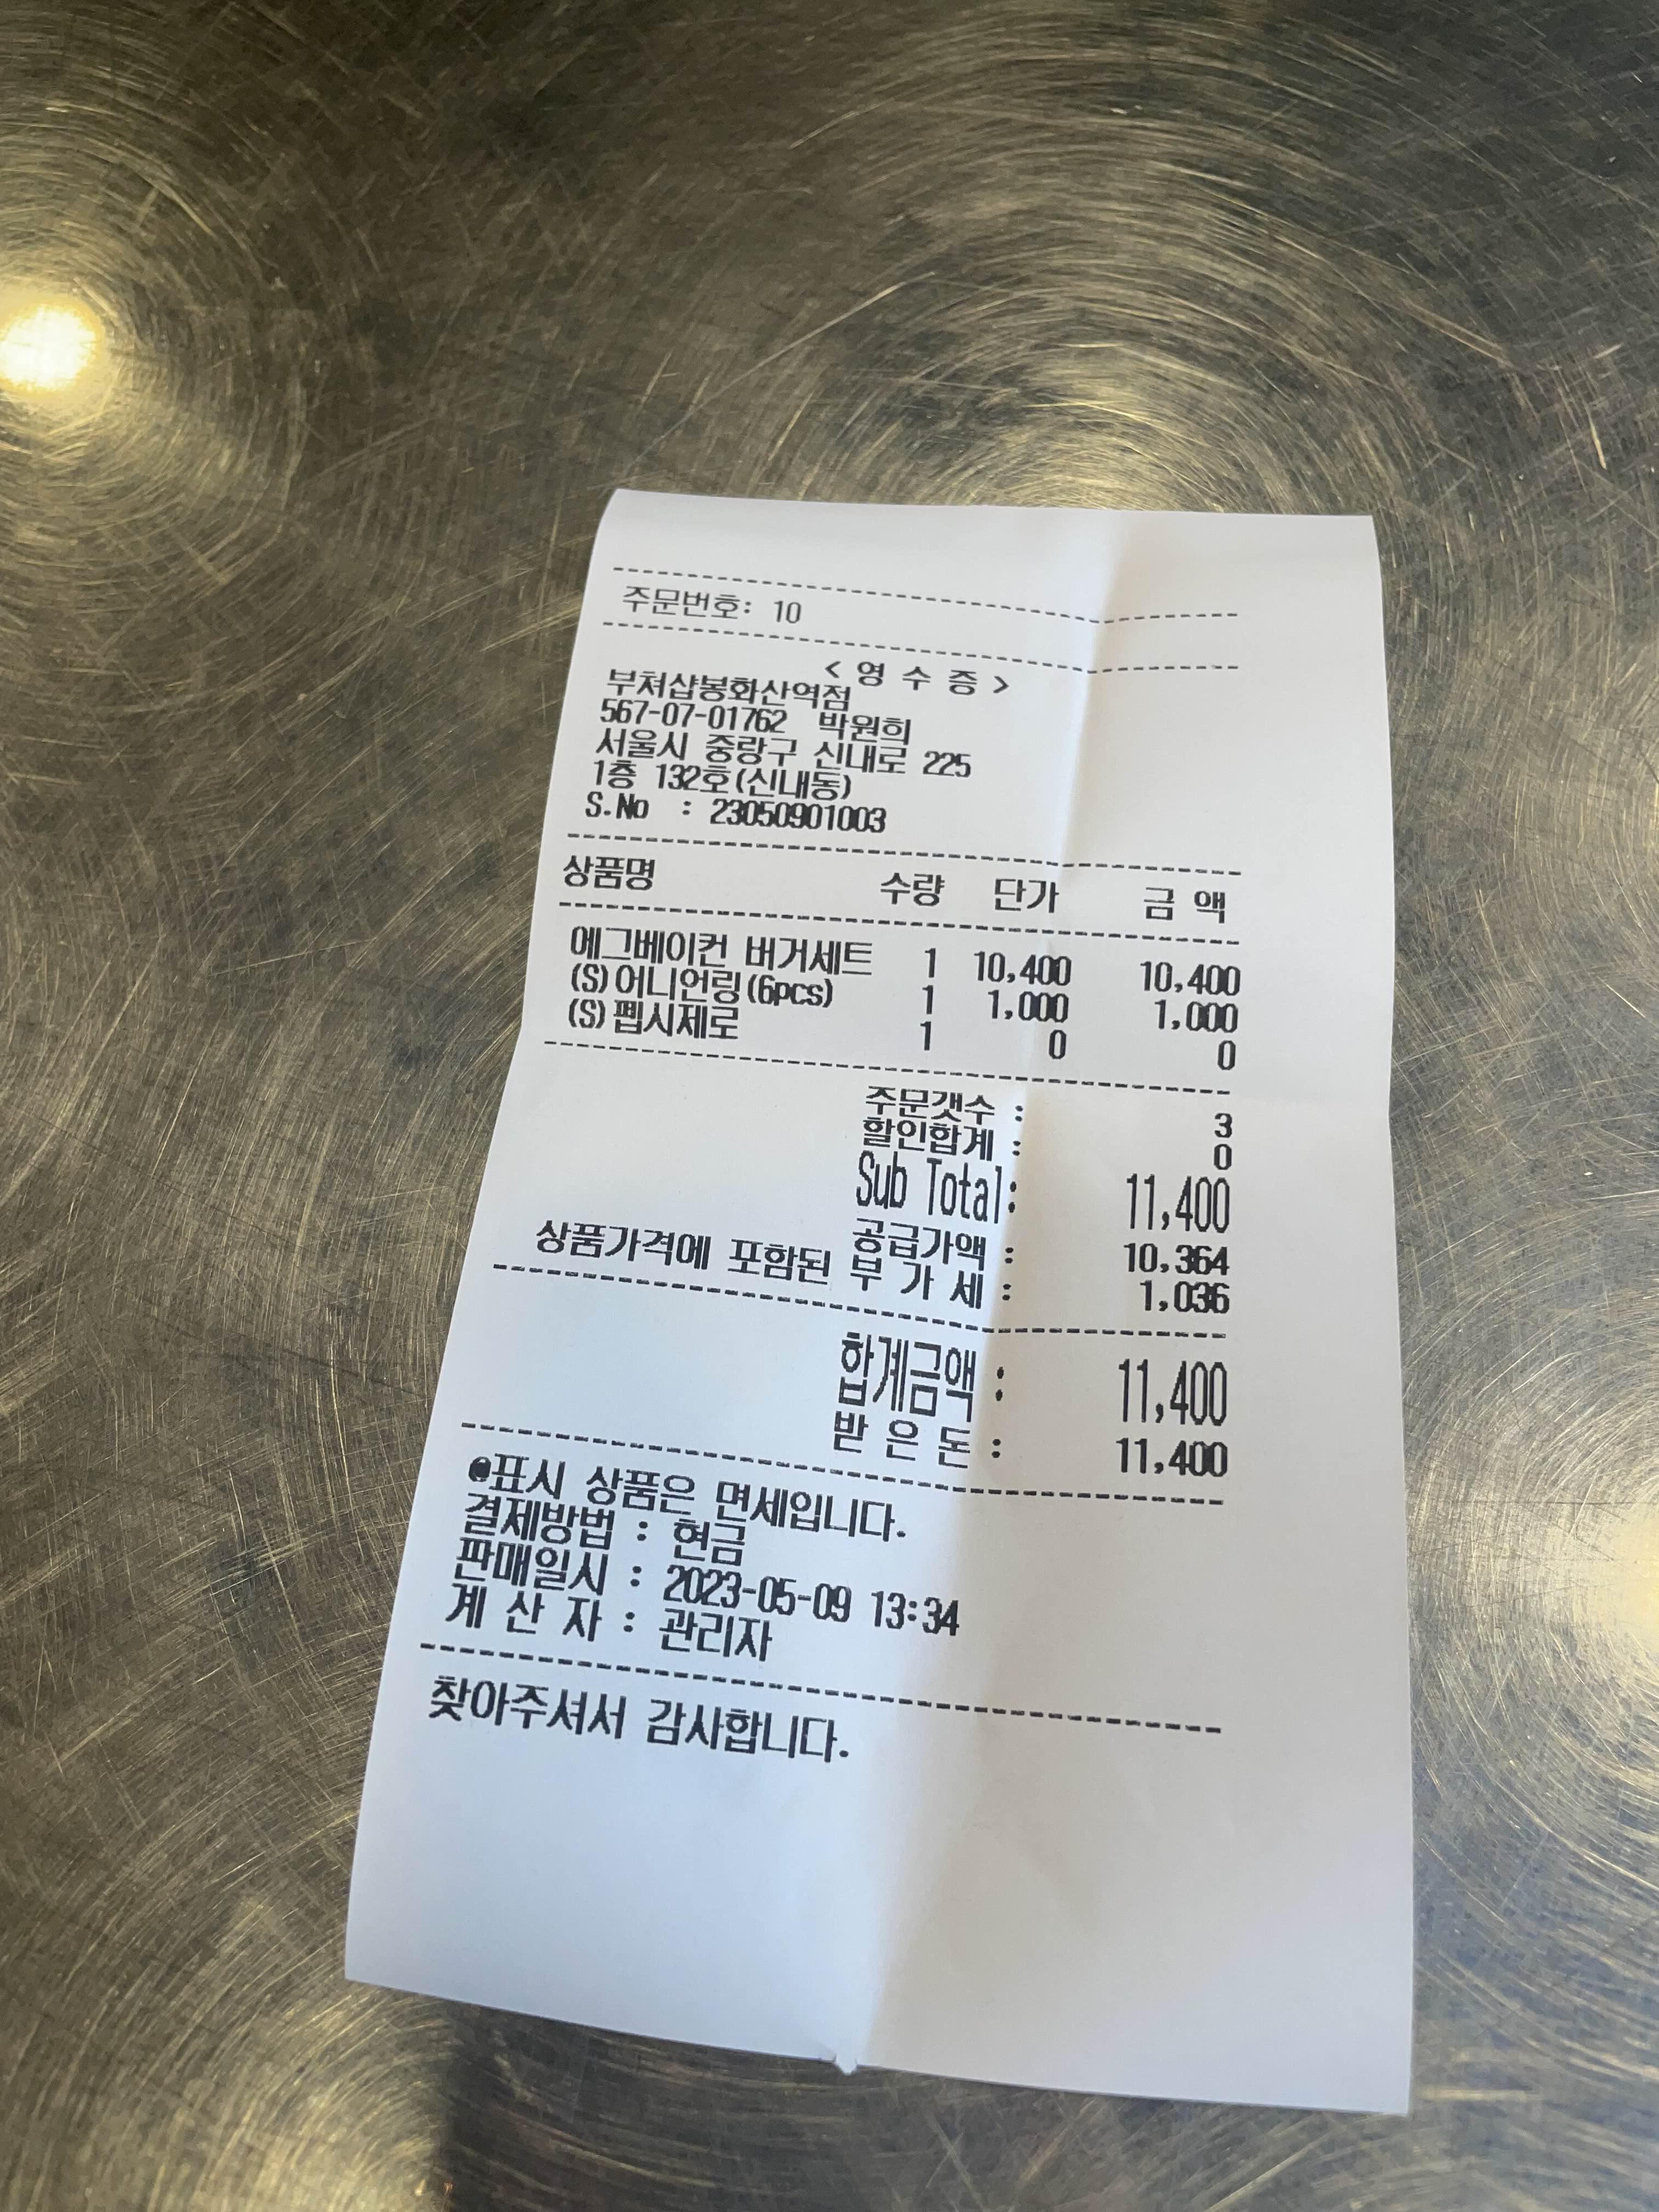 주문번호: 10
< 영 수 증 >
부쳐샵봉화산역점
567-07-01762 박원희
서울시 중랑구 신내로 225
1층 132호(신내동)
S.No : 23050901003
상품명 수량 단가 금 액
에그베이컨 버거세트 1 10,400 10,400
(S)어니언링(6pcs) 1 1,000 1,000
(S)펩시제로 1 0 0
주문갯수 : 3
할인합계 : 0
Sub Total: 11,400
공급가액 : 10,364
상품가격에 포함된 부 가 세 : 1,036
합계금액 : 11,400
받 은 돈 : 11,400
@표시 상품은 면세입니다.
결제방법 : 현금
판매일시 : 2023-05-09 13:34
계 산 자 : 관리자
찾아주셔서 감사합니다.